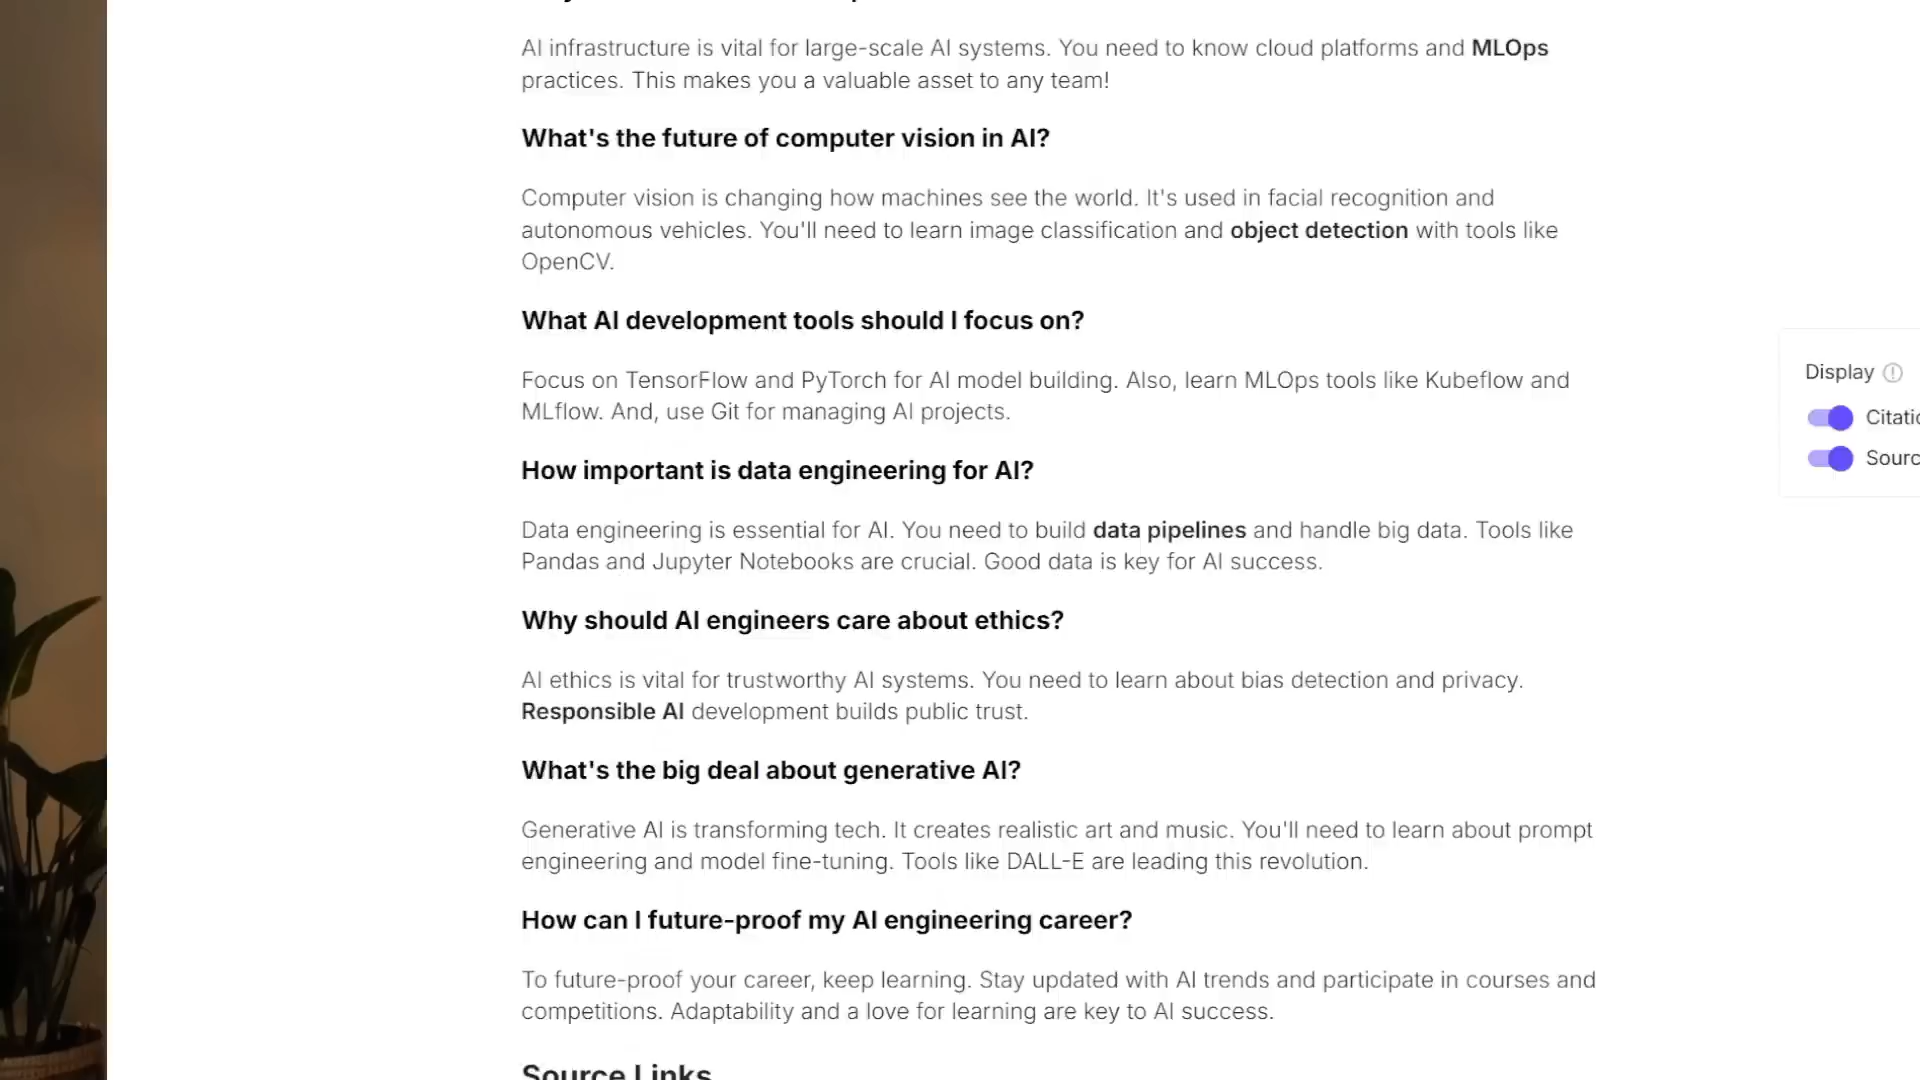 AI infrastructure is vital for large-scale AI systems. You need to know cloud platforms and MLOps
practices. This makes you a valuable asset to any team!
What's the future of computer vision in AI?
Computer vision is changing how machines see the world. It's used in facial recognition and
autonomous vehicles. You'll need to learn image classification and object detection with tools like
OpenCV.
What AI development tools should I focus on?
Focus on TensorFlow and PyTorch for AI model building. Also, learn MLOps tools like Kubeflow and
MLflow. And, use Git for managing AI projects.
How important is data engineering for AI?
Data engineering is essential for AI. You need to build data pipelines and handle big data. Tools like
Pandas and Jupyter Notebooks are crucial. Good data is key for AI success.
Why should AI engineers care about ethics?
AI ethics is vital for trustworthy AI systems. You need to learn about bias detection and privacy.
Responsible AI development builds public trust.
What's the big deal about generative AI?
Generative AI is transforming tech. It creates realistic art and music. You'll need to learn about prompt
engineering and model fine-tuning. Tools like DALL-E are leading this revolution.
How can I future-proof my AI engineering career?
To future-proof your career, keep learning. Stay updated with AI trends and participate in courses and
competitions. Adaptability and a love for learning are key to AI success.
Source Links
Display
Citatio
Sourc